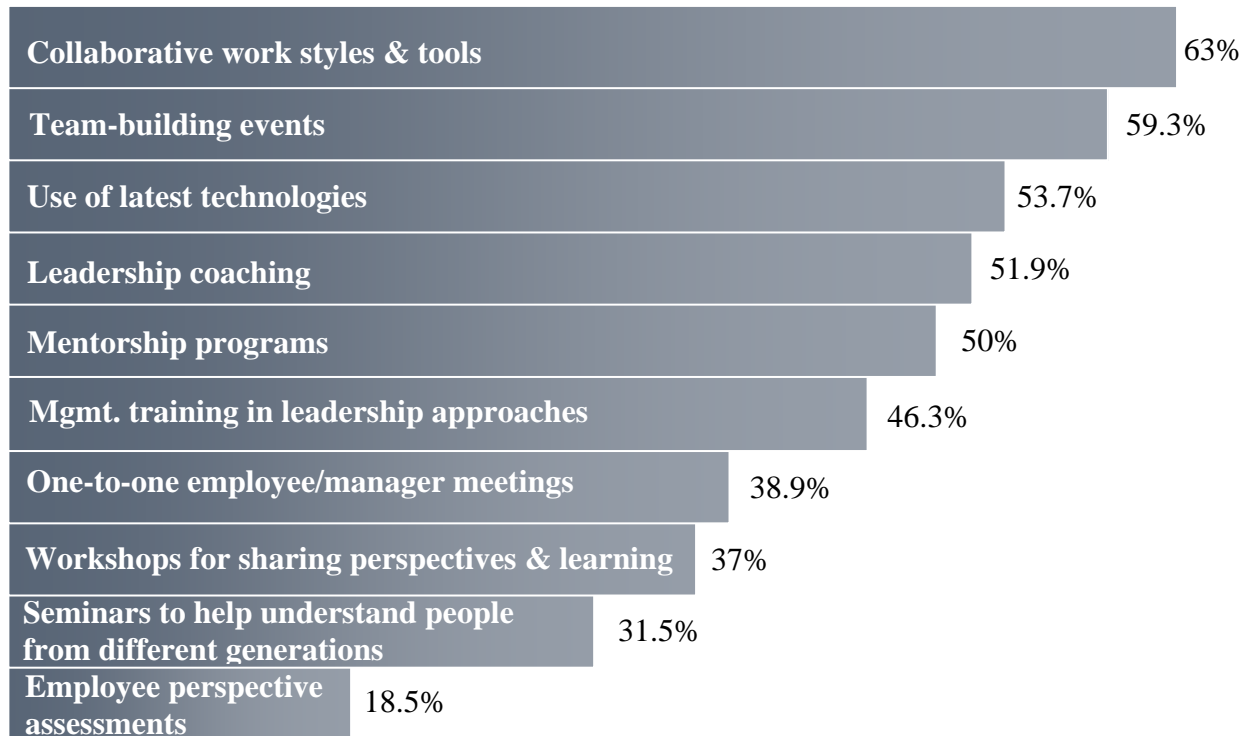 Collaborative work styles & tools 63%
Team-building events 59.3%
Use of latest technologies 53.7%
Leadership coaching 51.9%
Mentorship programs 50%
Mgmt. training in leadership approaches 46.3%
One-to-one employee/manager meetings 38.9%
Workshops for sharing perspectives & learning 37%
Seminars to help understand people
from different generations 31.5%
Employee perspective
assessments 18.5%